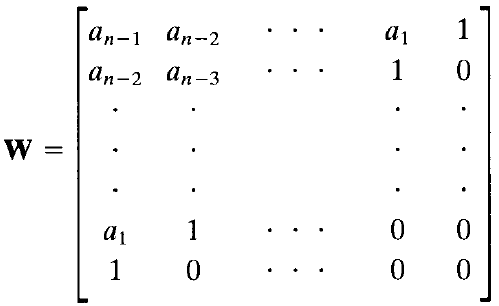 a_{n-1} a_{n-2} · · · a_1 1
a_{n-2} a_{n-3} · · · 1 0
· · · ·
W = · · · ·
· · · ·
a_1 1 · · · 0 0
1 0 · · · 0 0